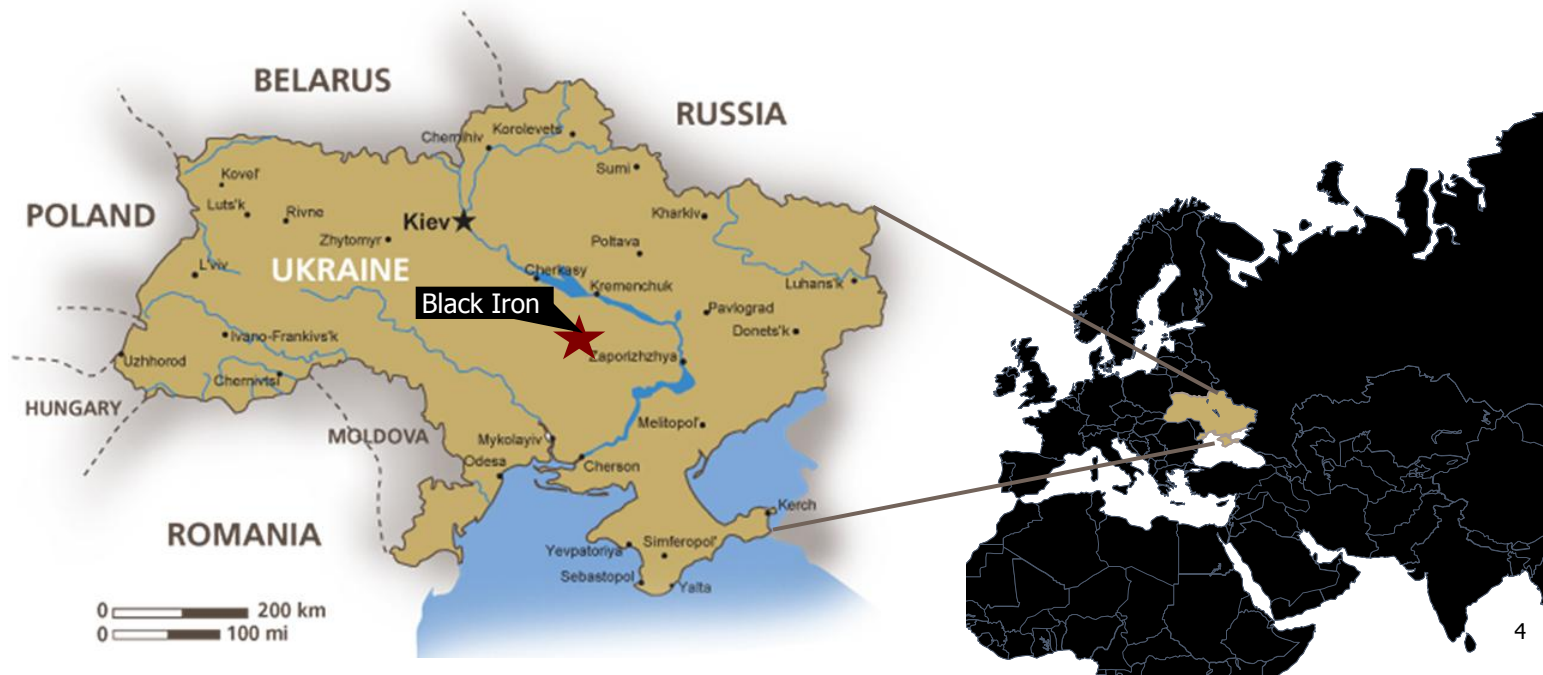 BELARUS
RUSSIA
Chernihiv
Korolevets
Sumi
Kovel'
Luts'k
Rivne
POLAND
Kiev
Kharkiv
Zhytomyr
Poltava
L'viv
UKRAINE
Cherkasy
Kremenchuk
Luhans'k
Black Iron
Pavlograd
Donets'k
Ivano-Frankivs'k
Uzhhorod
Zaporizhzhya
Chernivtsi
HUNGARY
MOLDOVA
Melitopol'
Mykolayiv
Odesa
Cherson
Kerch
ROMANIA
Simferopol'
Yevpatoriya
Sebastopol
Yalta
0 200 km
0 100 mi
4